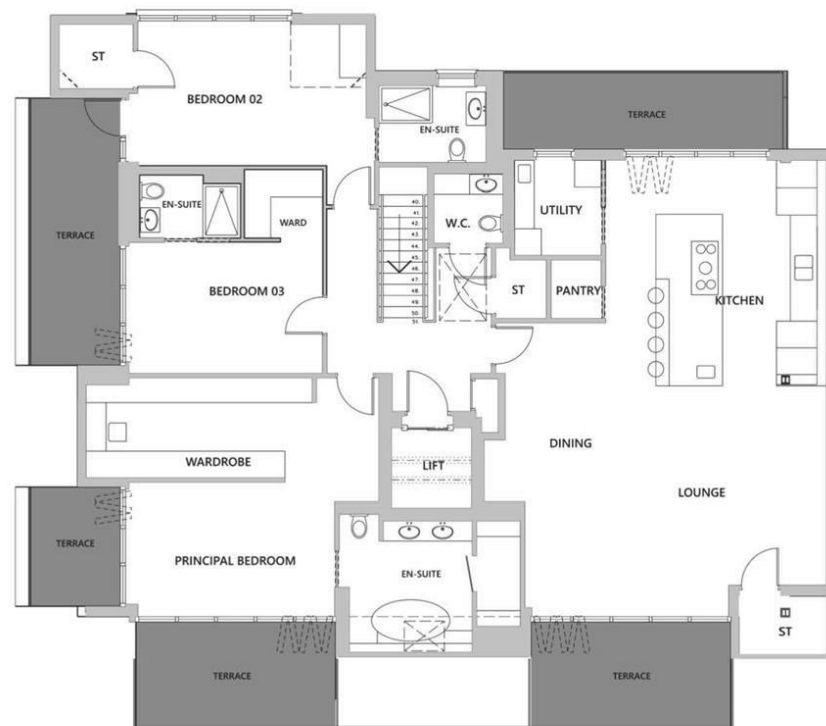 ST
BEDROOM 02
EN-SUITE
TERRACE
EN-SUITE
WARD
W.C.
UTILITY
TERRACE
BEDROOM 03
ST
PANTRY
KITCHEN
40.
41.
42.
43.
44.
45.
46.
47.
48.
49.
50.
51.
WARDROBE
LIFT
DINING
LOUNGE
TERRACE
PRINCIPAL BEDROOM
EN-SUITE
ST
TERRACE
TERRACE